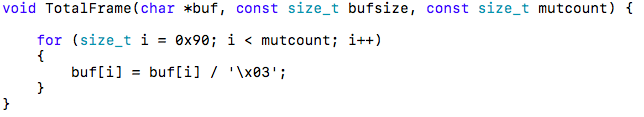 void TotalFrame(char *buf, const size_t bufsize, const size_t mutcount) {
for (size_t i = 0x90; i < mutcount; i++)
{
buf[i] = buf[i] / '\x03';
}
}